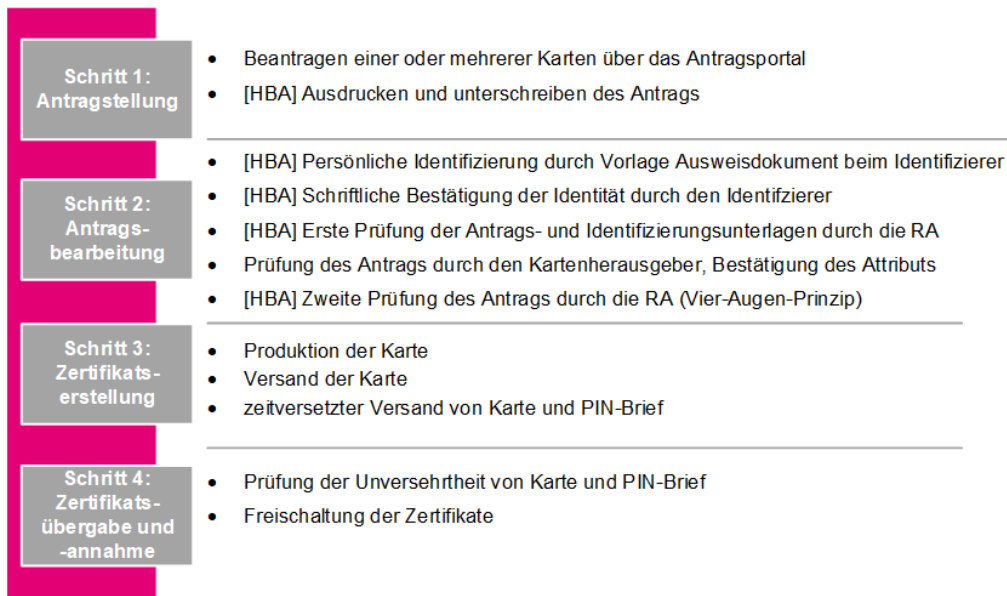 Schritt 1:
Antragstellung
• Beantragen einer oder mehrerer Karten über das Antragsportal
• [HBA] Ausdrucken und unterschreiben des Antrags
Schritt 2:
Antrags-
bearbeitung
• [HBA] Persönliche Identifizierung durch Vorlage Ausweisdokument beim Identifizierer
• [HBA] Schriftliche Bestätigung der Identität durch den Identifzierer
• [HBA] Erste Prüfung der Antrags- und Identifizierungsunterlagen durch die RA
• Prüfung des Antrags durch den Kartenherausgeber, Bestätigung des Attributs
• [HBA] Zweite Prüfung des Antrags durch die RA (Vier-Augen-Prinzip)
Schritt 3:
Zertifikats-
erstellung
• Produktion der Karte
• Versand der Karte
• zeitversetzter Versand von Karte und PIN-Brief
Schritt 4:
Zertifikats-
übergabe und
-annahme
• Prüfung der Unversehrtheit von Karte und PIN-Brief
• Freischaltung der Zertifikate